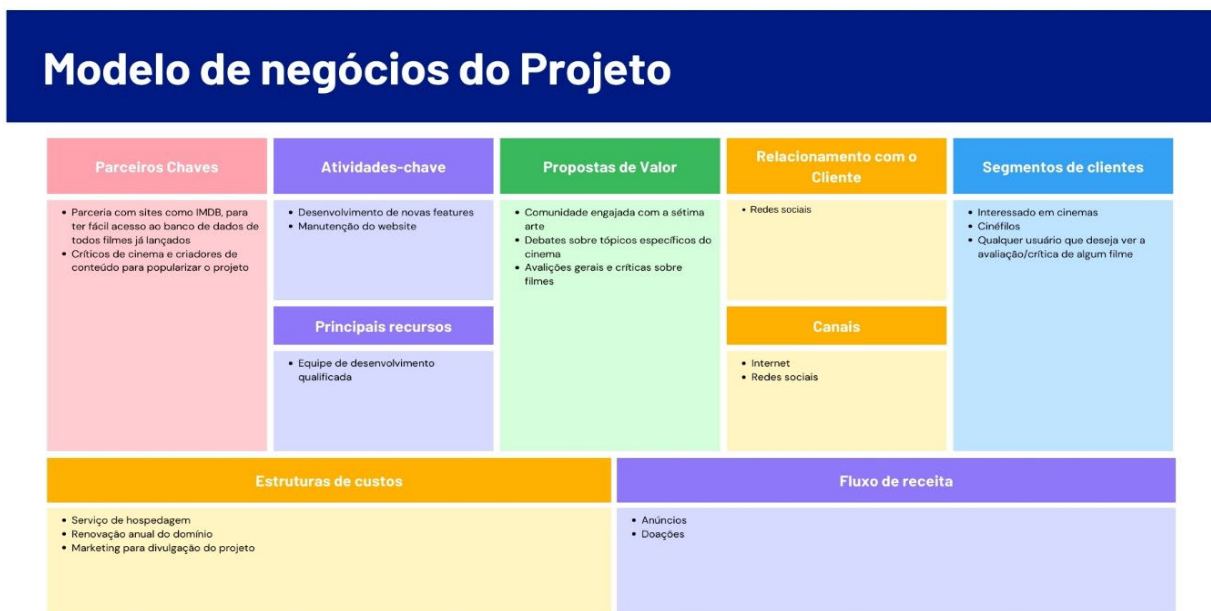 Modelo de negócios do Projeto
Parceiros Chaves
• Parceria com sites como IMDB, para
ter fácil acesso ao banco de dados de
todos filmes já lançados
• Críticos de cinema e criadores de
conteúdo para popularizar o projeto
Atividades-chave
• Desenvolvimento de novas features
• Manutenção do website
Principais recursos
• Equipe de desenvolvimento
qualificada
Propostas de Valor
• Comunidade engajada com a sétima
arte
• Debates sobre tópicos específicos do
cinema
• Avalições gerais e críticas sobre
filmes
Relacionamento com o
Cliente
• Redes sociais
Canais
• Internet
• Redes sociais
Segmentos de clientes
• Interessado em cinemas
• Cinéfilos
• Qualquer usuário que deseja ver a
avaliação/crítica de algum filme
Estruturas de custos
• Serviço de hospedagem
• Renovação anual do domínio
• Marketing para divulgação do projeto
Fluxo de receita
• Anúncios
• Doações